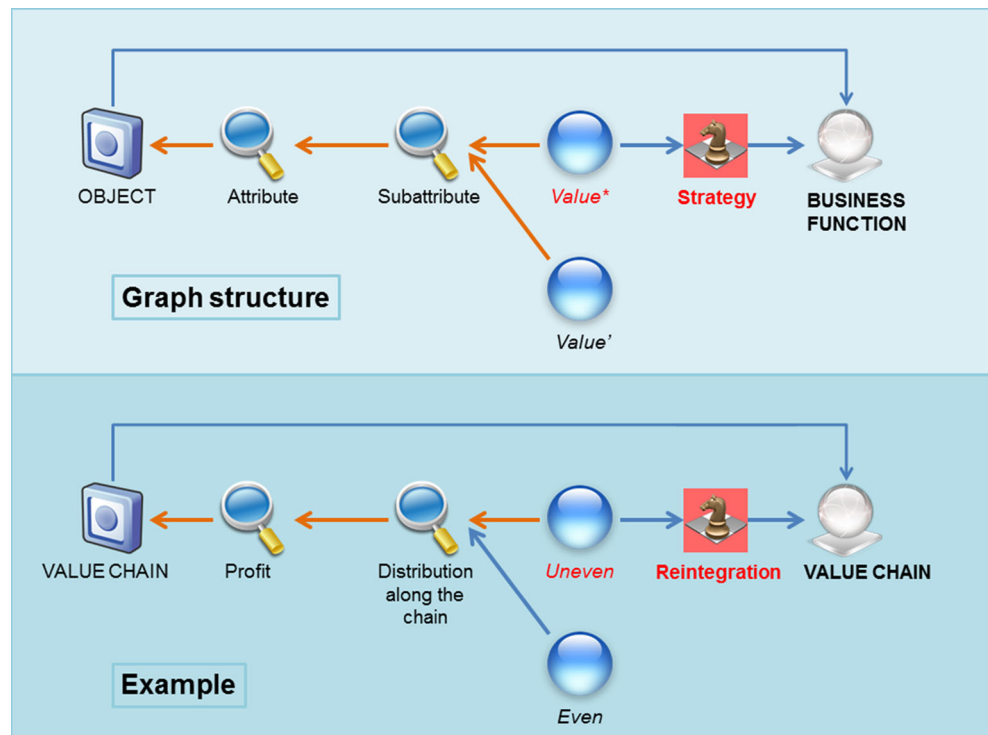 OBJECT
Attribute
Subattribute
Value*
Strategy
BUSINESS
FUNCTION
Value’
Graph structure
VALUE CHAIN
Profit
Distribution
along the
chain
Uneven
Reintegration
VALUE CHAIN
Even
Example